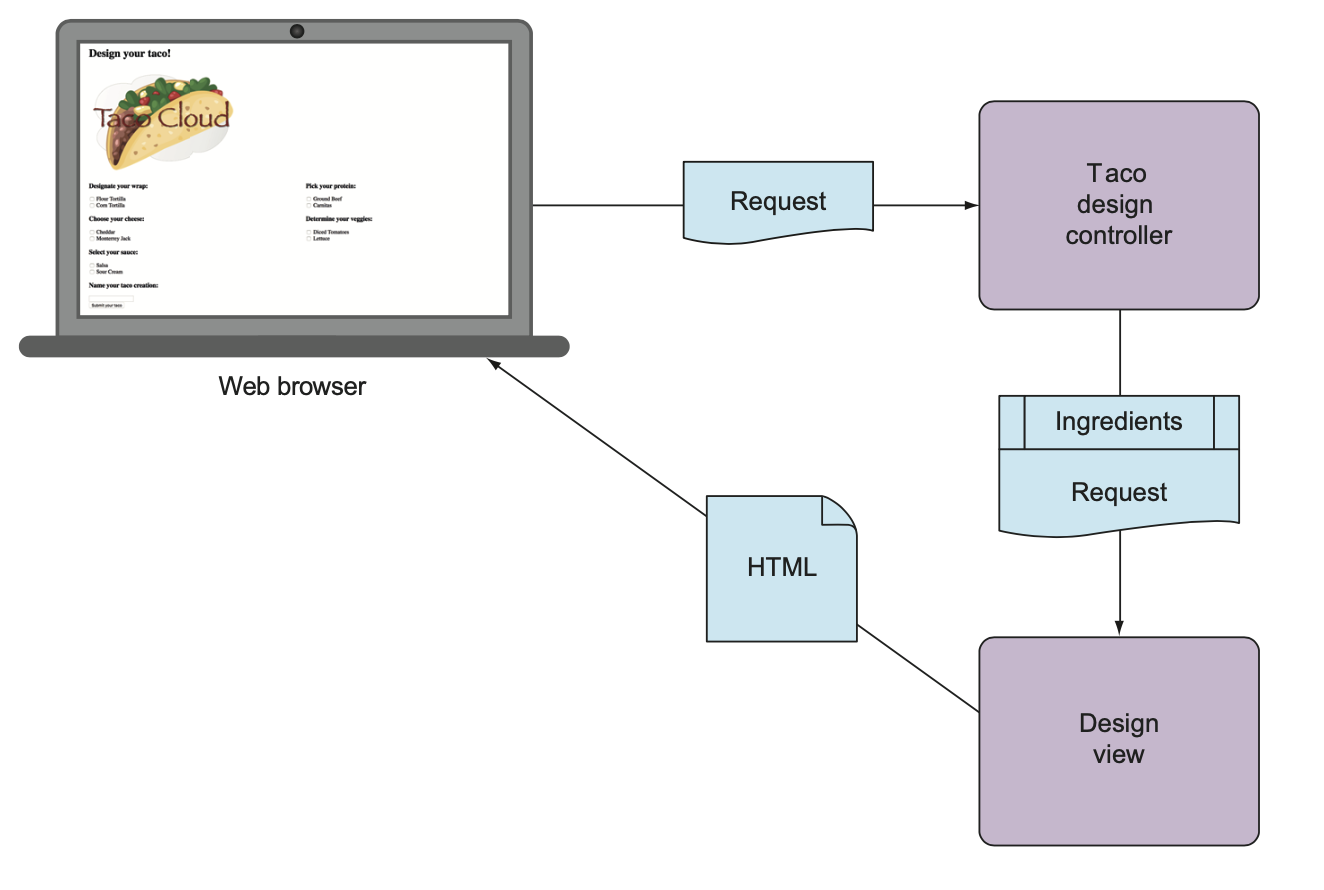 Design your taco!
Taco Cloud
Designate your wrap:
Flour Tortilla
Corn Tortilla
Choose your cheese:
Cheddar
Monterrey Jack
Select your sauce:
Salsa
Sour Cream
Name your taco creation:
Submit your taco
Pick your protein:
Ground Beef
Carnitas
Determine your veggies:
Diced Tomatoes
Lettuce
Web browser
Request
Taco
design
controller
Ingredients
Request
HTML
Design
view